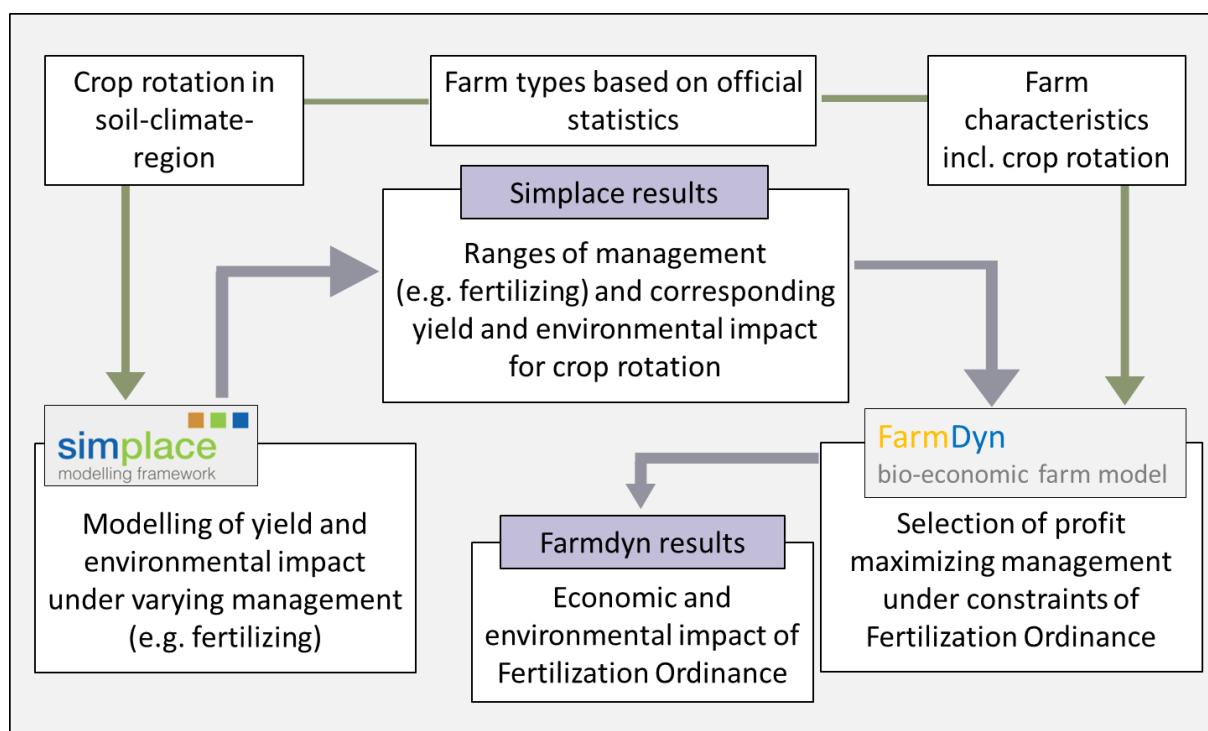 Crop rotation in
soil-climate-
region
Farm types based on official
statistics
Farm
characteristics
incl. crop rotation
Simplace results
Ranges of management
(e.g. fertilizing) and corresponding
yield and environmental impact
for crop rotation
simplace
modelling framework
Modelling of yield and
environmental impact
under varying management
(e.g. fertilizing)
Farmdyn results
Economic and
environmental impact of
Fertilization Ordinance
FarmDyn
bio-economic farm model
Selection of profit
maximizing management
under constraints of
Fertilization Ordinance